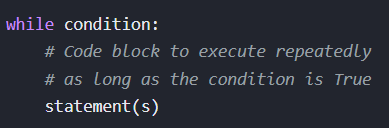 while condition:
    # Code block to execute repeatedly
    # as long as the condition is True
    statement(s)